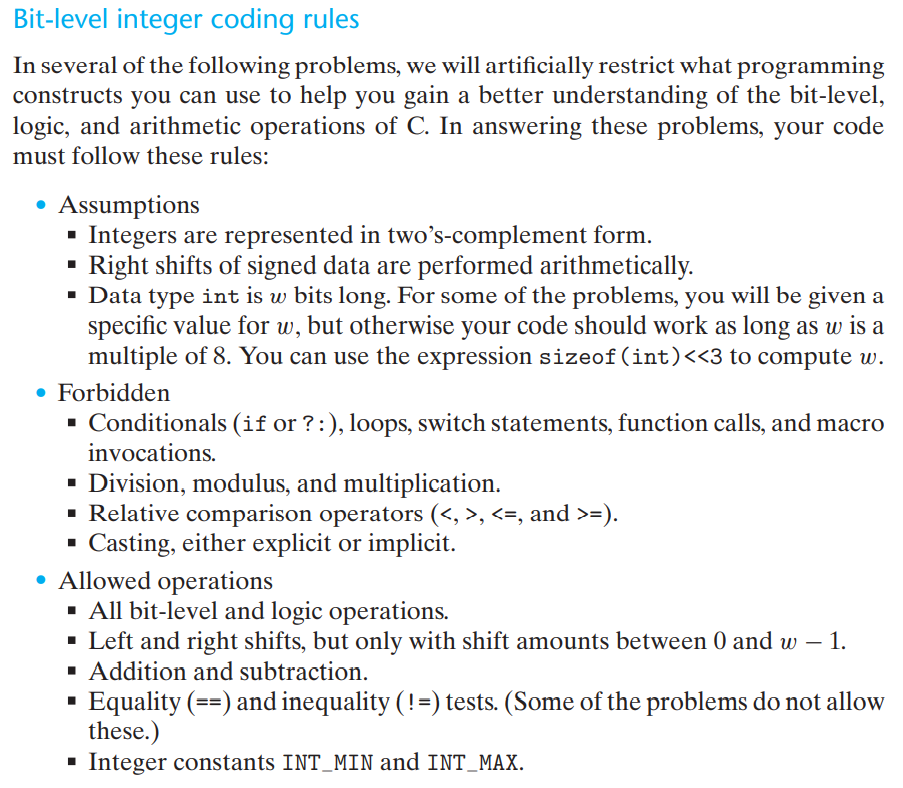 Bit-level integer coding rules
In several of the following problems, we will artificially restrict what programming
constructs you can use to help you gain a better understanding of the bit-level,
logic, and arithmetic operations of C. In answering these problems, your code
must follow these rules:
• Assumptions
▪ Integers are represented in two's-complement form.
▪ Right shifts of signed data are performed arithmetically.
▪ Data type int is w bits long. For some of the problems, you will be given a
specific value for w, but otherwise your code should work as long as w is a
multiple of 8. You can use the expression sizeof(int)<<3 to compute w.
• Forbidden
▪ Conditionals (if or ?:), loops, switch statements, function calls, and macro
invocations.
▪ Division, modulus, and multiplication.
▪ Relative comparison operators (<, >, <=, and >=).
▪ Casting, either explicit or implicit.
• Allowed operations
▪ All bit-level and logic operations.
▪ Left and right shifts, but only with shift amounts between 0 and w − 1.
▪ Addition and subtraction.
▪ Equality (==) and inequality (!=) tests. (Some of the problems do not allow
these.)
▪ Integer constants INT_MIN and INT_MAX.